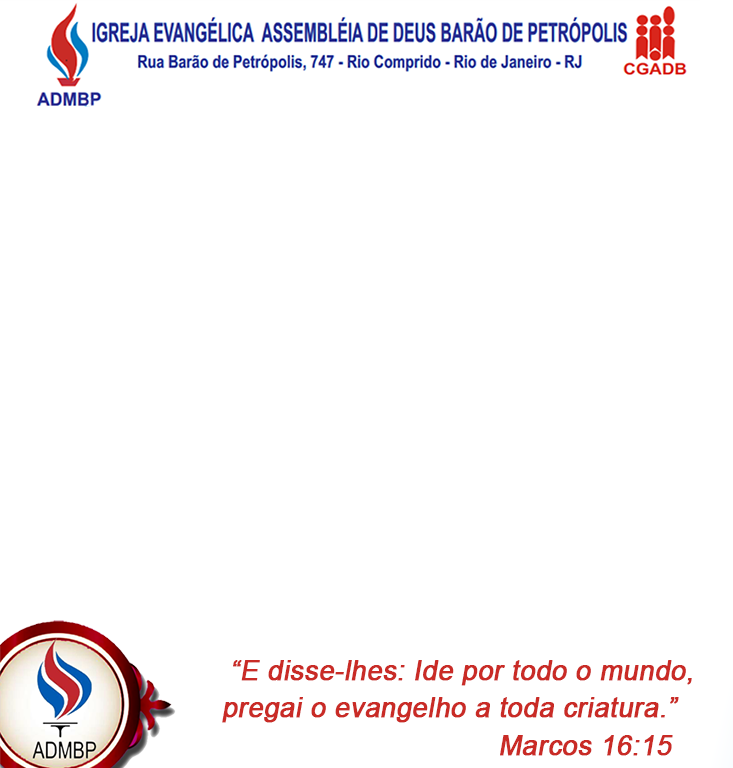 IGREJA EVANGÉLICA ASSEMBLÉIA DE DEUS BARÃO DE PETRÓPOLIS
Rua Barão de Petrópolis, 747 - Rio Comprido - Rio de Janeiro - RJ
CGADB
ADMBP
“E disse-lhes: Ide por todo o mundo,
pregai o evangelho a toda criatura.”
Marcos 16:15
ADMBP